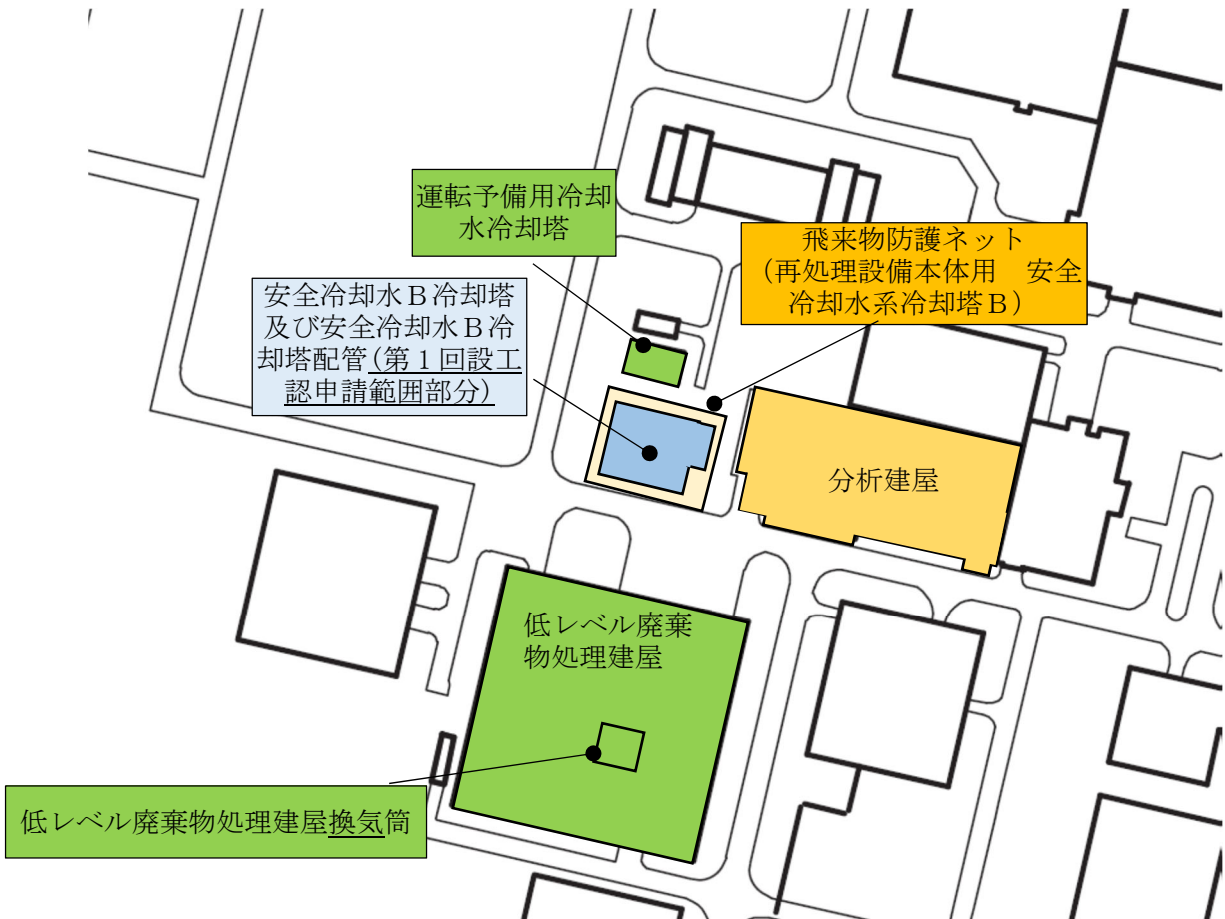 運転予備用冷却
水冷却塔
飛来物防護ネット
（再処理設備本体用　安全
冷却水系冷却塔Ｂ）
安全冷却水Ｂ冷却塔
及び安全冷却水Ｂ冷
却塔配管(第１回設工
認申請範囲部分)
分析建屋
低レベル廃棄
物処理建屋
低レベル廃棄物処理建屋換気筒